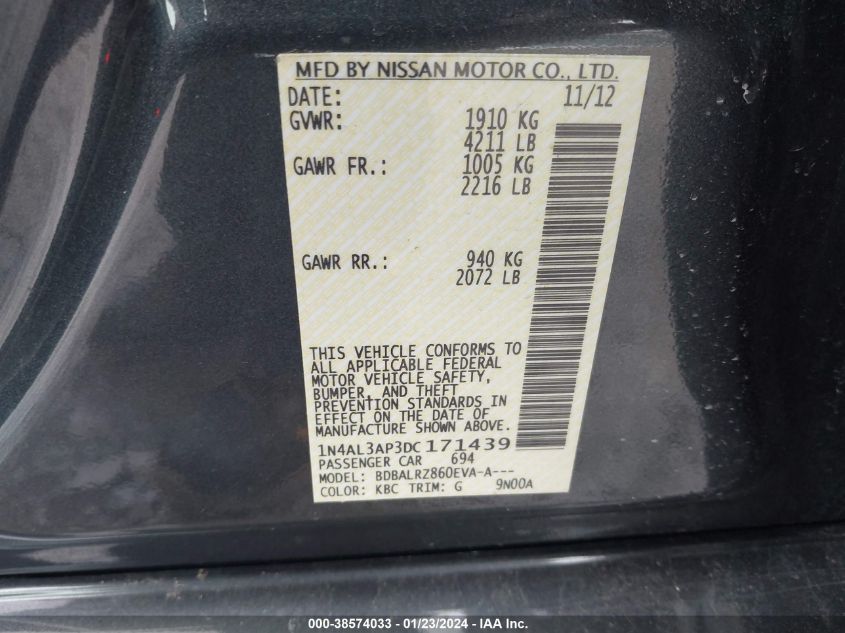 MFD BY NISSAN MOTOR CO., LTD.
DATE: 11/12
GVWR: 1910 KG
4211 LB
GAWR FR.: 1005 KG
2216 LB
GAWR RR.: 940 KG
2072 LB
THIS VEHICLE CONFORMS TO
ALL APPLICABLE FEDERAL
MOTOR VEHICLE SAFETY,
BUMPER, AND THEFT
PREVENTION STANDARDS IN
EFFECT ON THE DATE OF
MANUFACTURE SHOWN ABOVE.
1N4AL3AP3DC171439
PASSENGER CAR 694
MODEL: BDBALRZ860EVA-A---
COLOR: KBC TRIM: G 9N00A
000-38574033 - 01/23/2024 - IAA Inc.